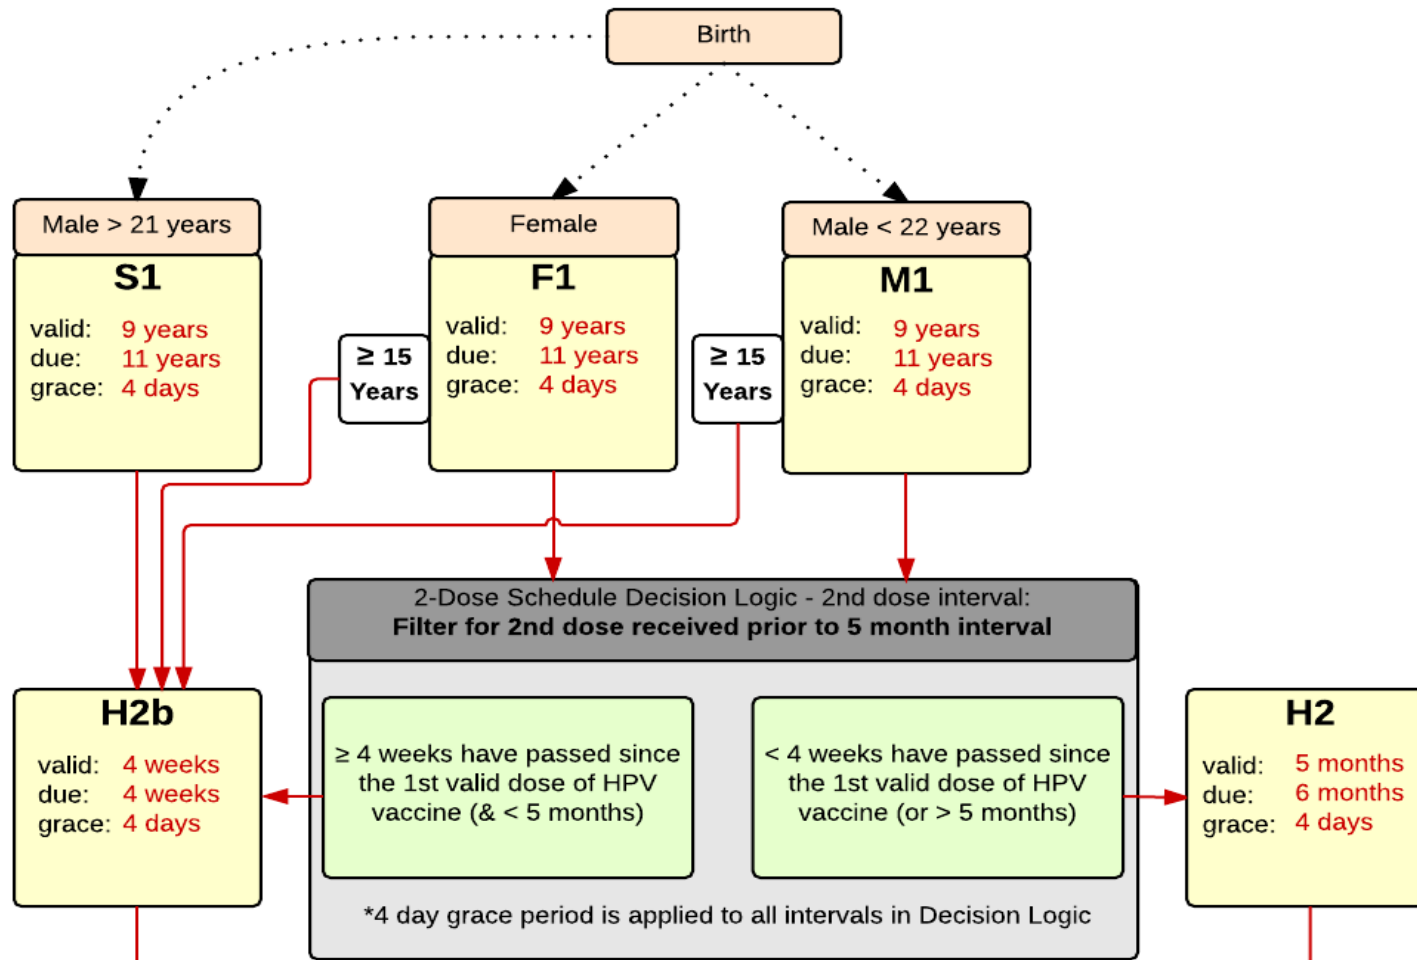 Birth
Male > 21 years
S1
valid: 9 years
due: 11 years
grace: 4 days
≥ 15
Years
Female
F1
valid: 9 years
due: 11 years
grace: 4 days
≥ 15
Years
Male < 22 years
M1
valid: 9 years
due: 11 years
grace: 4 days
2-Dose Schedule Decision Logic - 2nd dose interval:
Filter for 2nd dose received prior to 5 month interval
H2b
valid: 4 weeks
due: 4 weeks
grace: 4 days
≥ 4 weeks have passed since
the 1st valid dose of HPV
vaccine (& < 5 months)
< 4 weeks have passed since
the 1st valid dose of HPV
vaccine (or > 5 months)
*4 day grace period is applied to all intervals in Decision Logic
H2
valid: 5 months
due: 6 months
grace: 4 days